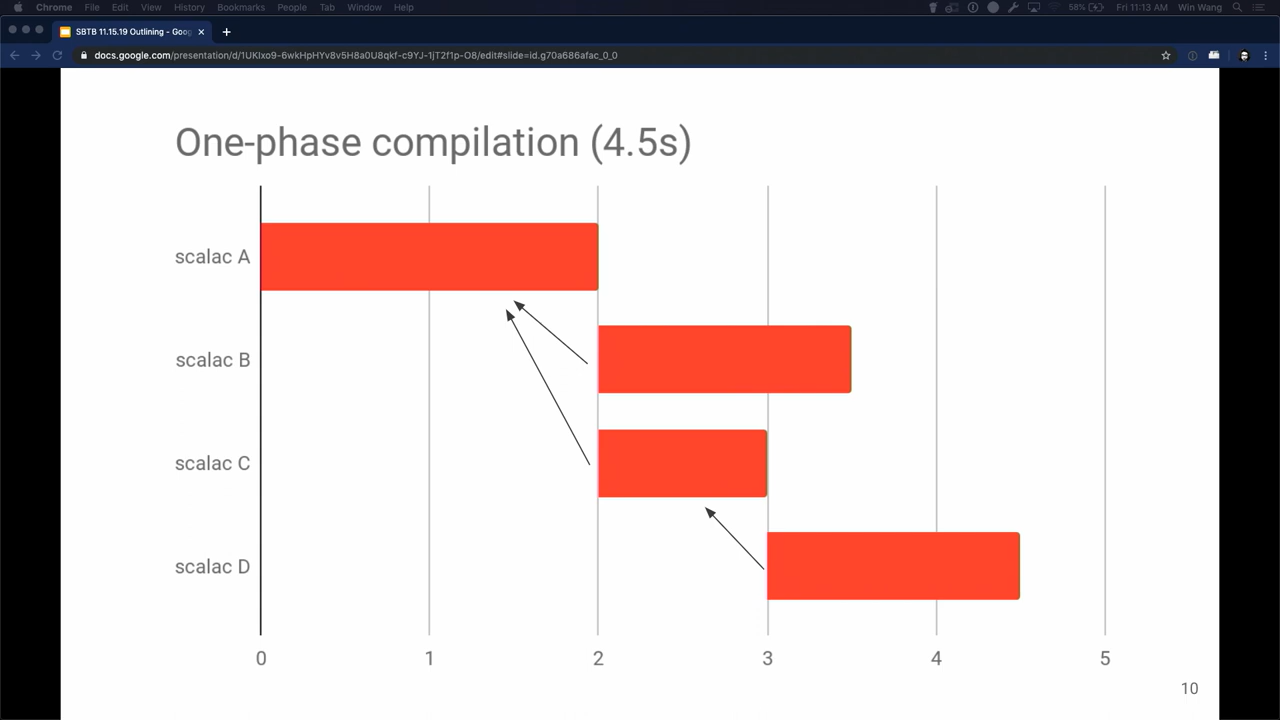 Chrome File Edit View History Bookmarks People Tab Window Help 58% Fri 11:13 AM Win Wang
SBTB 11.15.19 Outlining - Goog
docs.google.com/presentation/d/1UKIxo9-6wkHpHYv8v5H8a0U8qkf-c9YJ-1jT2f1p-O8/edit#slide=id.g70a686afac_0_0
One-phase compilation (4.5s)
scalac A
scalac B
scalac C
scalac D
0 1 2 3 4 5
10